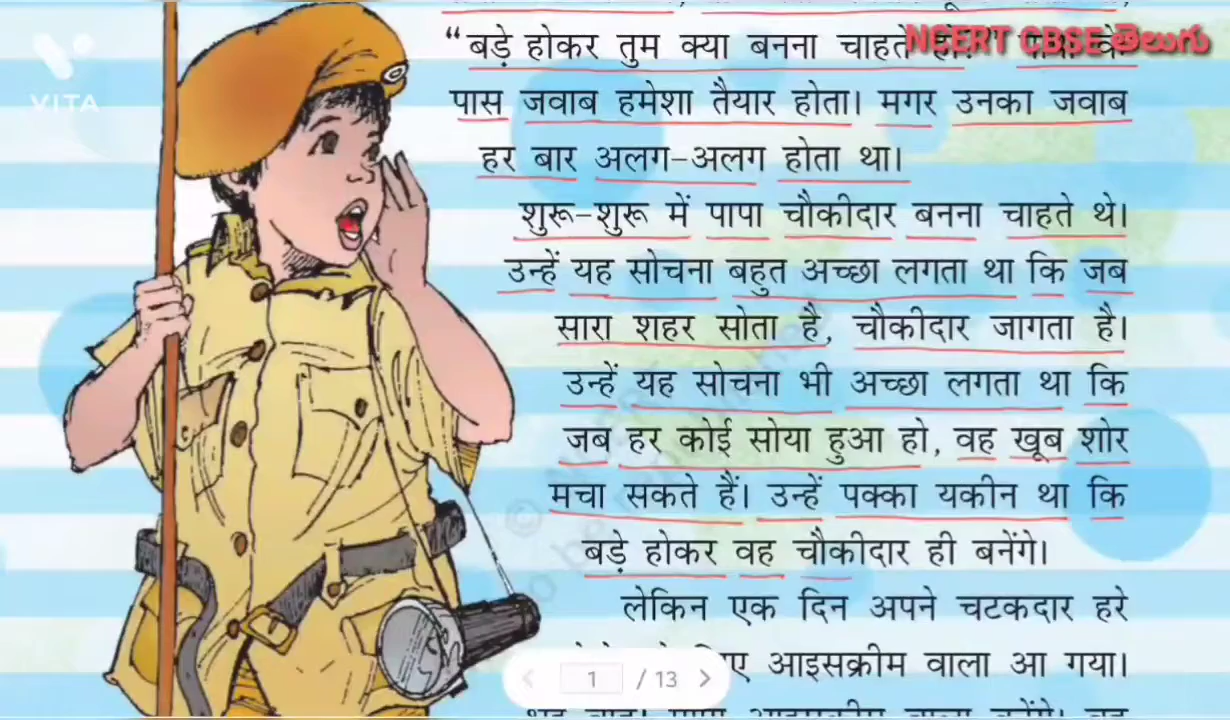 VITA
NCERT CBSE తెలుగు
“बड़े होकर तुम क्या बनना चाहते
पास जवाब हमेशा तैयार होता। मगर उनका जवाब
हर बार अलग-अलग होता था।
शुरू-शुरू में पापा चौकीदार बनना चाहते थे।
उन्हें यह सोचना बहुत अच्छा लगता था कि जब
सारा शहर सोता है, चौकीदार जागता है।
उन्हें यह सोचना भी अच्छा लगता था कि
जब हर कोई सोया हुआ हो, वह खूब शोर
मचा सकते हैं। उन्हें पक्का यकीन था कि
बड़े होकर वह चौकीदार ही बनेंगे।
लेकिन एक दिन अपने चटकदार हरे
आइसक्रीम वाला आ गया।
1 / 13